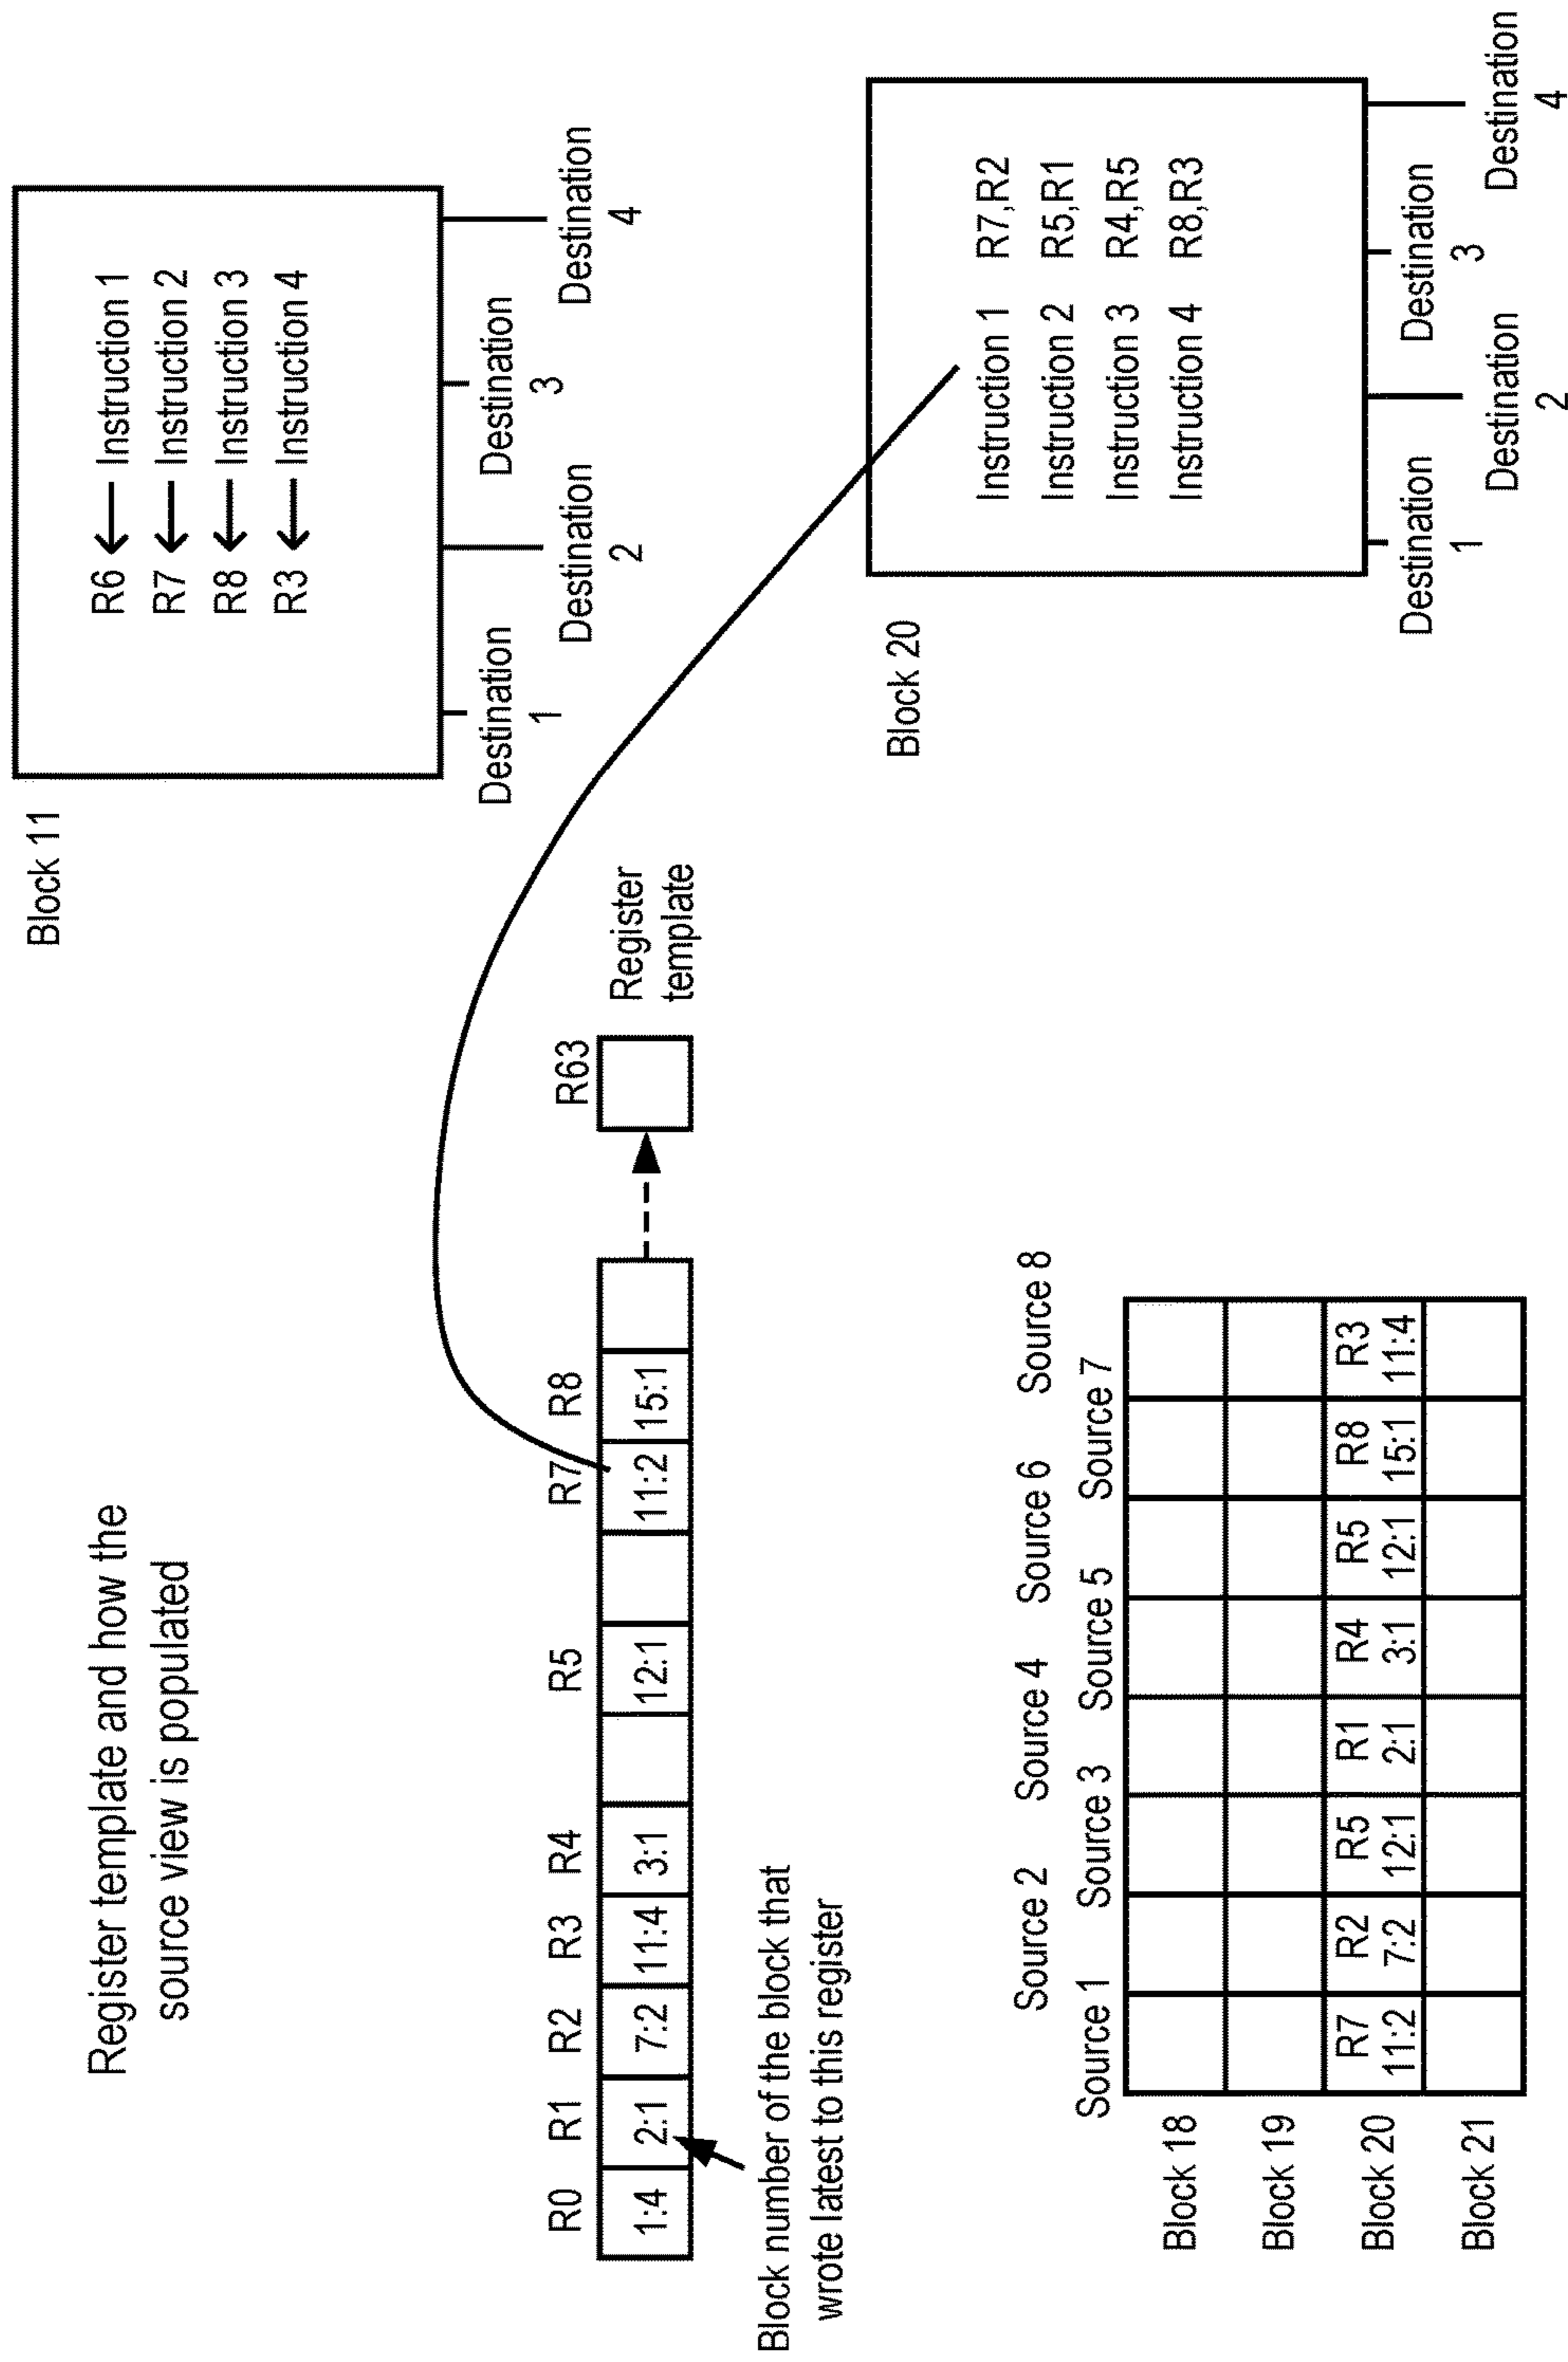 Register template and how the
source view is populated
Block 11
R6 ← Instruction 1
R7 ← Instruction 2
R8 ← Instruction 3
R3 ← Instruction 4
Destination
1
Destination
2
Destination
3
Destination
4
R0 R1 R2 R3 R4 R5 R7 R8 R63
1:4 2:1 7:2 11:4 3:1 12:1 11:2 15:1
Register
template
Block number of the block that
wrote latest to this register
Block 20
Instruction 1 R7,R2
Instruction 2 R5,R1
Instruction 3 R4,R5
Instruction 4 R8,R3
Destination
1
Destination
2
Destination
3
Destination
4
Source 2 Source 4 Source 6 Source 8
Source 1 Source 3 Source 5 Source 7
Block 18
Block 19
Block 20 R7 R2 R5 R1 R4 R5 R8 R3
11:2 7:2 12:1 2:1 3:1 12:1 15:1 11:4
Block 21